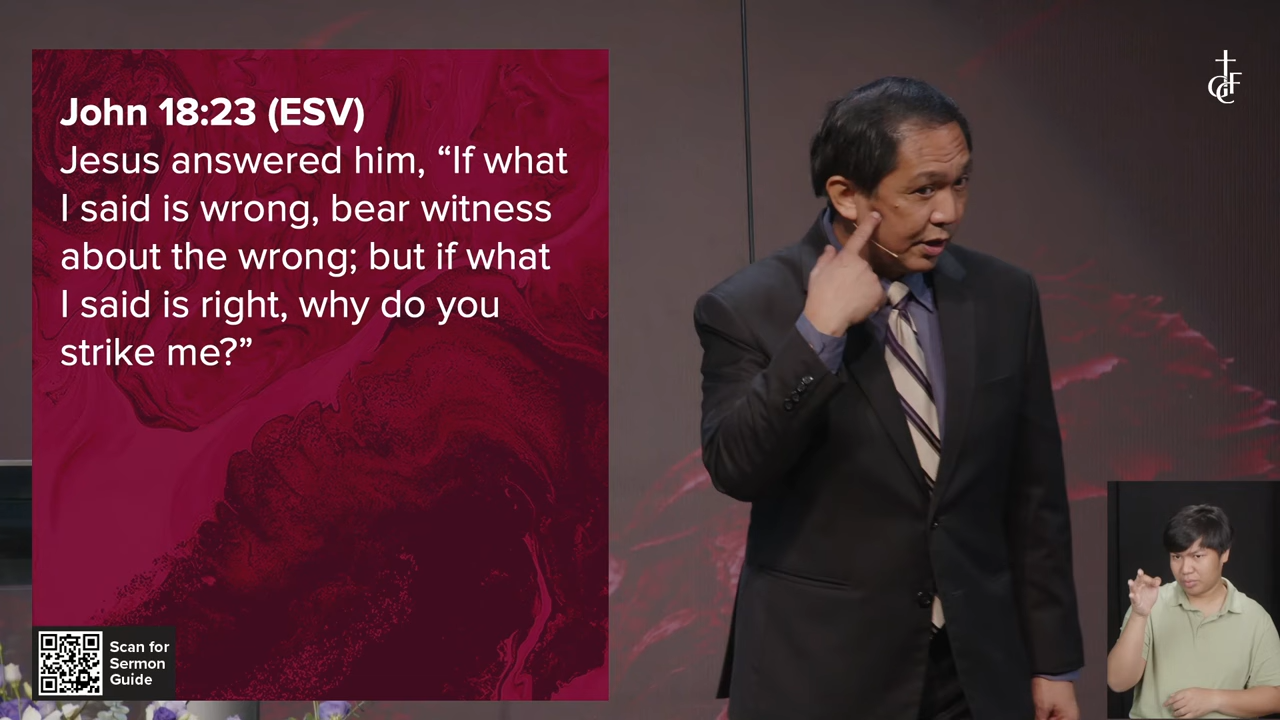 John 18:23 (ESV)
Jesus answered him, “If what
I said is wrong, bear witness
about the wrong; but if what
I said is right, why do you
strike me?”
Scan for
Sermon
Guide
CCF